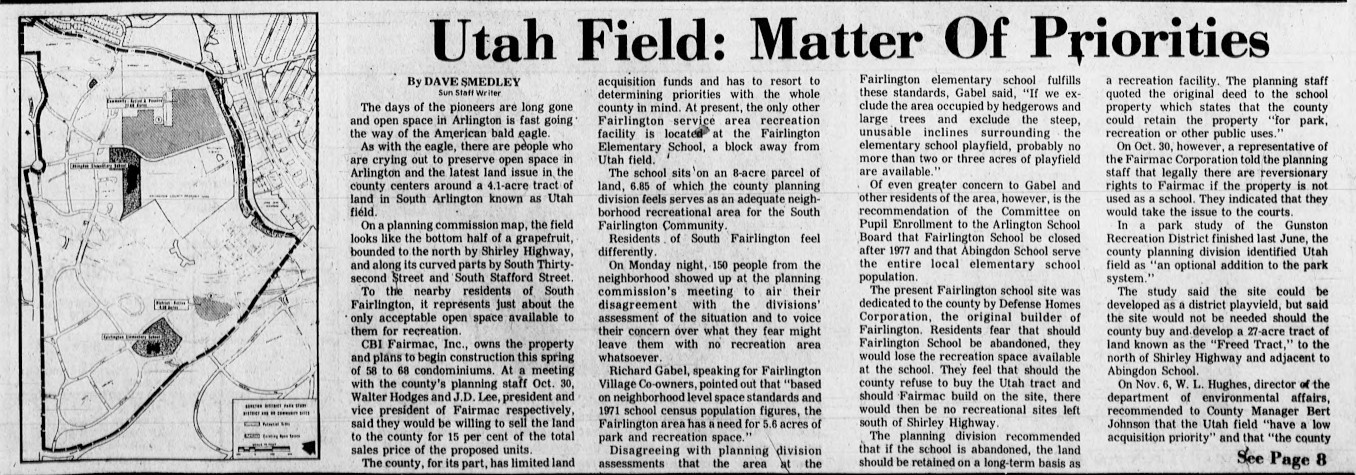 Utah Field: Matter Of Priorities
By DAVE SMEDLEY
Sun Staff Writer
The days of the pioneers are long gone
and open space in Arlington is fast going
the way of the American bald eagle.
As with the eagle, there are people who
are crying out to preserve open space in
Arlington and the latest land issue in the
county centers around a 4.1-acre tract of
land in South Arlington known as Utah
field.
On a planning commission map, the field
looks like the bottom half of a grapefruit,
bounded to the north by Shirley Highway,
and along its curved parts by South Thirty-
second Street and South Stafford Street.
To the nearby residents of South
Fairlington, it represents just about the
only acceptable open space available to
them for recreation.
CBI Fairmac, Inc., owns the property
and plans to begin construction this spring
of 58 to 68 condominiums. At a meeting
with the county's planning staff Oct. 30,
Walter Hodges and J.D. Lee, president and
vice president of Fairmac respectively,
said they would be willing to sell the land
to the county for 15 per cent of the total
sales price of the proposed units.
The county, for its part, has limited land
acquisition funds and has to resort to
determining priorities with the whole
county in mind. At present, the only other
Fairlington service area recreation
facility is located at the Fairlington
Elementary School, a block away from
Utah field.
The school sits on an 8-acre parcel of
land, 6.85 of which the county planning
division feels serves as an adequate neigh-
borhood recreational area for the South
Fairlington Community.
Residents of South Fairlington feel
differently.
On Monday night, 150 people from the
neighborhood showed up at the planning
commission's meeting to air their
disagreement with the divisions'
assessment of the situation and to voice
their concern over what they fear might
leave them with no recreation area
whatsoever.
Richard Gabel, speaking for Fairlington
Village Co-owners, pointed out that "based
on neighborhood level space standards and
1971 school census population figures, the
Fairlington area has a need for 5.6 acres of
park and recreation space."
Disagreeing with planning division
assessments that the area at the
Fairlington elementary school fulfills
these standards, Gabel said, "If we ex-
clude the area occupied by hedgerows and
large trees and exclude the steep,
unusable inclines surrounding the
elementary school playfield, probably no
more than two or three acres of playfield
are available."
Of even greater concern to Gabel and
other residents of the area, however, is the
recommendation of the Committee on
Pupil Enrollment to the Arlington School
Board that Fairlington School be closed
after 1977 and that Abingdon School serve
the entire local elementary school
population.
The present Fairlington school site was
dedicated to the county by Defense Homes
Corporation, the original builder of
Fairlington. Residents fear that should
Fairlington School be abandoned, they
would lose the recreation space available
at the school. They feel that should the
county refuse to buy the Utah tract and
should Fairmac build on the site, there
would then be no recreational sites left
south of Shirley Highway.
The planning division recommended
that if the school is abandoned, the land
should be retained on a long-term basis as
a recreation facility. The planning staff
quoted the original deed to the school
property which states that the county
could retain the property "for park,
recreation or other public uses."
On Oct. 30, however, a representative of
the Fairmac Corporation told the planning
staff that legally there are reversionary
rights to Fairmac if the property is not
used as a school. They indicated that they
would take the issue to the courts.
In a park study of the Gunston
Recreation District finished last June, the
county planning division identified Utah
field as "an optional addition to the park
system."
The study said the site could be
developed as a district playvield, but said
the site would not be needed should the
county buy and develop a 27-acre tract of
land known as the "Freed Tract," to the
north of Shirley Highway and adjacent to
Abingdon School.
On Nov. 6, W. L. Hughes, director of the
department of environmental affairs,
recommended to County Manager Bert
Johnson that the Utah field "have a low
acquisition priority" and that "the county
See Page 8